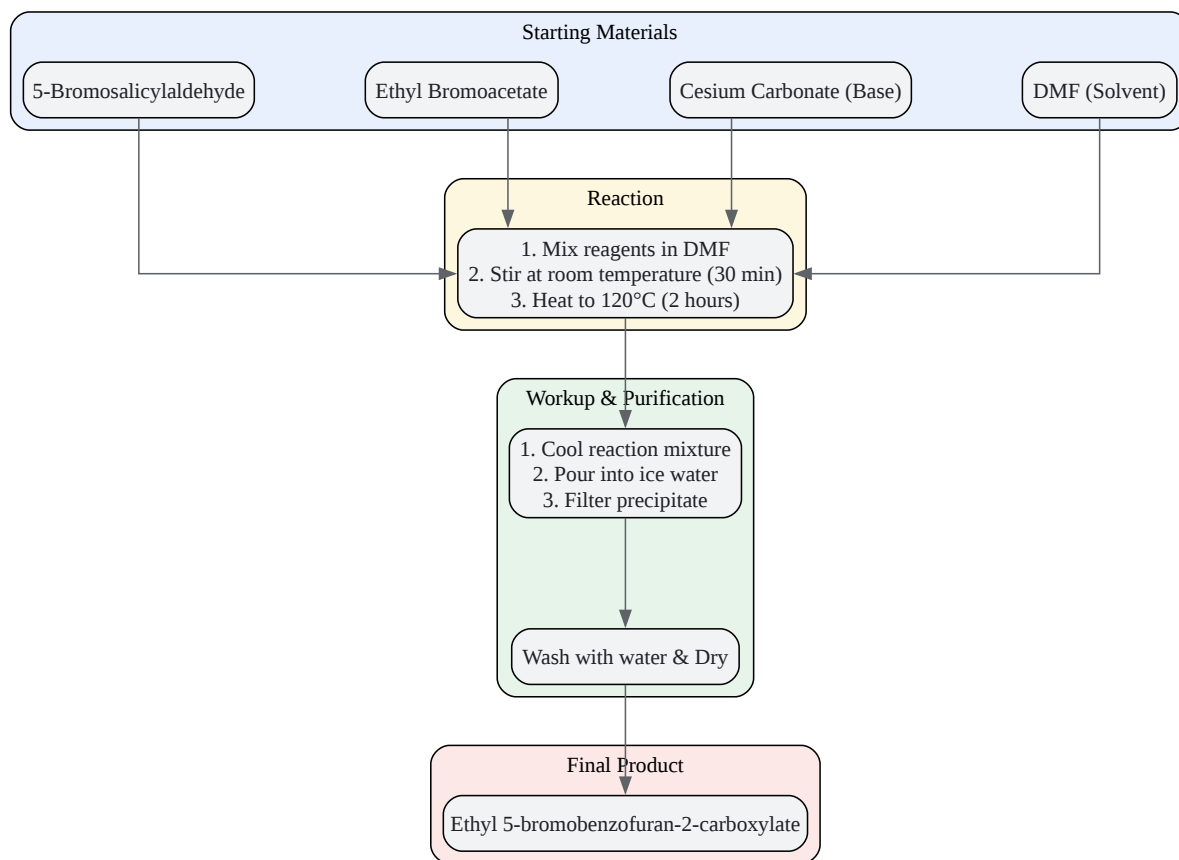 Starting Materials
5-Bromosalicylaldehyde
Ethyl Bromoacetate
Cesium Carbonate (Base)
DMF (Solvent)
Reaction
1. Mix reagents in DMF
2. Stir at room temperature (30 min)
3. Heat to 120°C (2 hours)
Workup & Purification
1. Cool reaction mixture
2. Pour into ice water
3. Filter precipitate
Wash with water & Dry
Final Product
Ethyl 5-bromobenzofuran-2-carboxylate